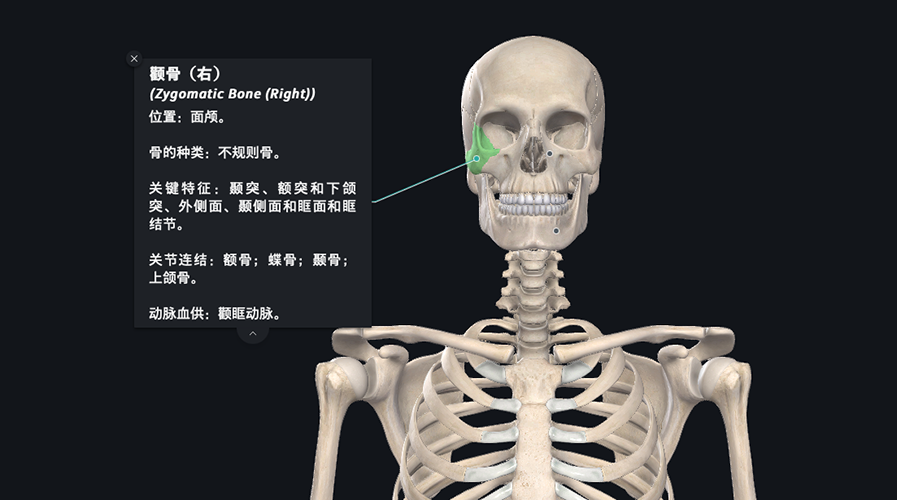 颧骨（右）
(Zygomatic Bone (Right))
位置：面颅。
骨的种类：不规则骨。
关键特征：颞突、额突和下颌
突、外侧面、颞侧面和眶面和眶
结节。
关节连结：额骨；蝶骨；颞骨；
上颌骨。
动脉血供：颧眶动脉。